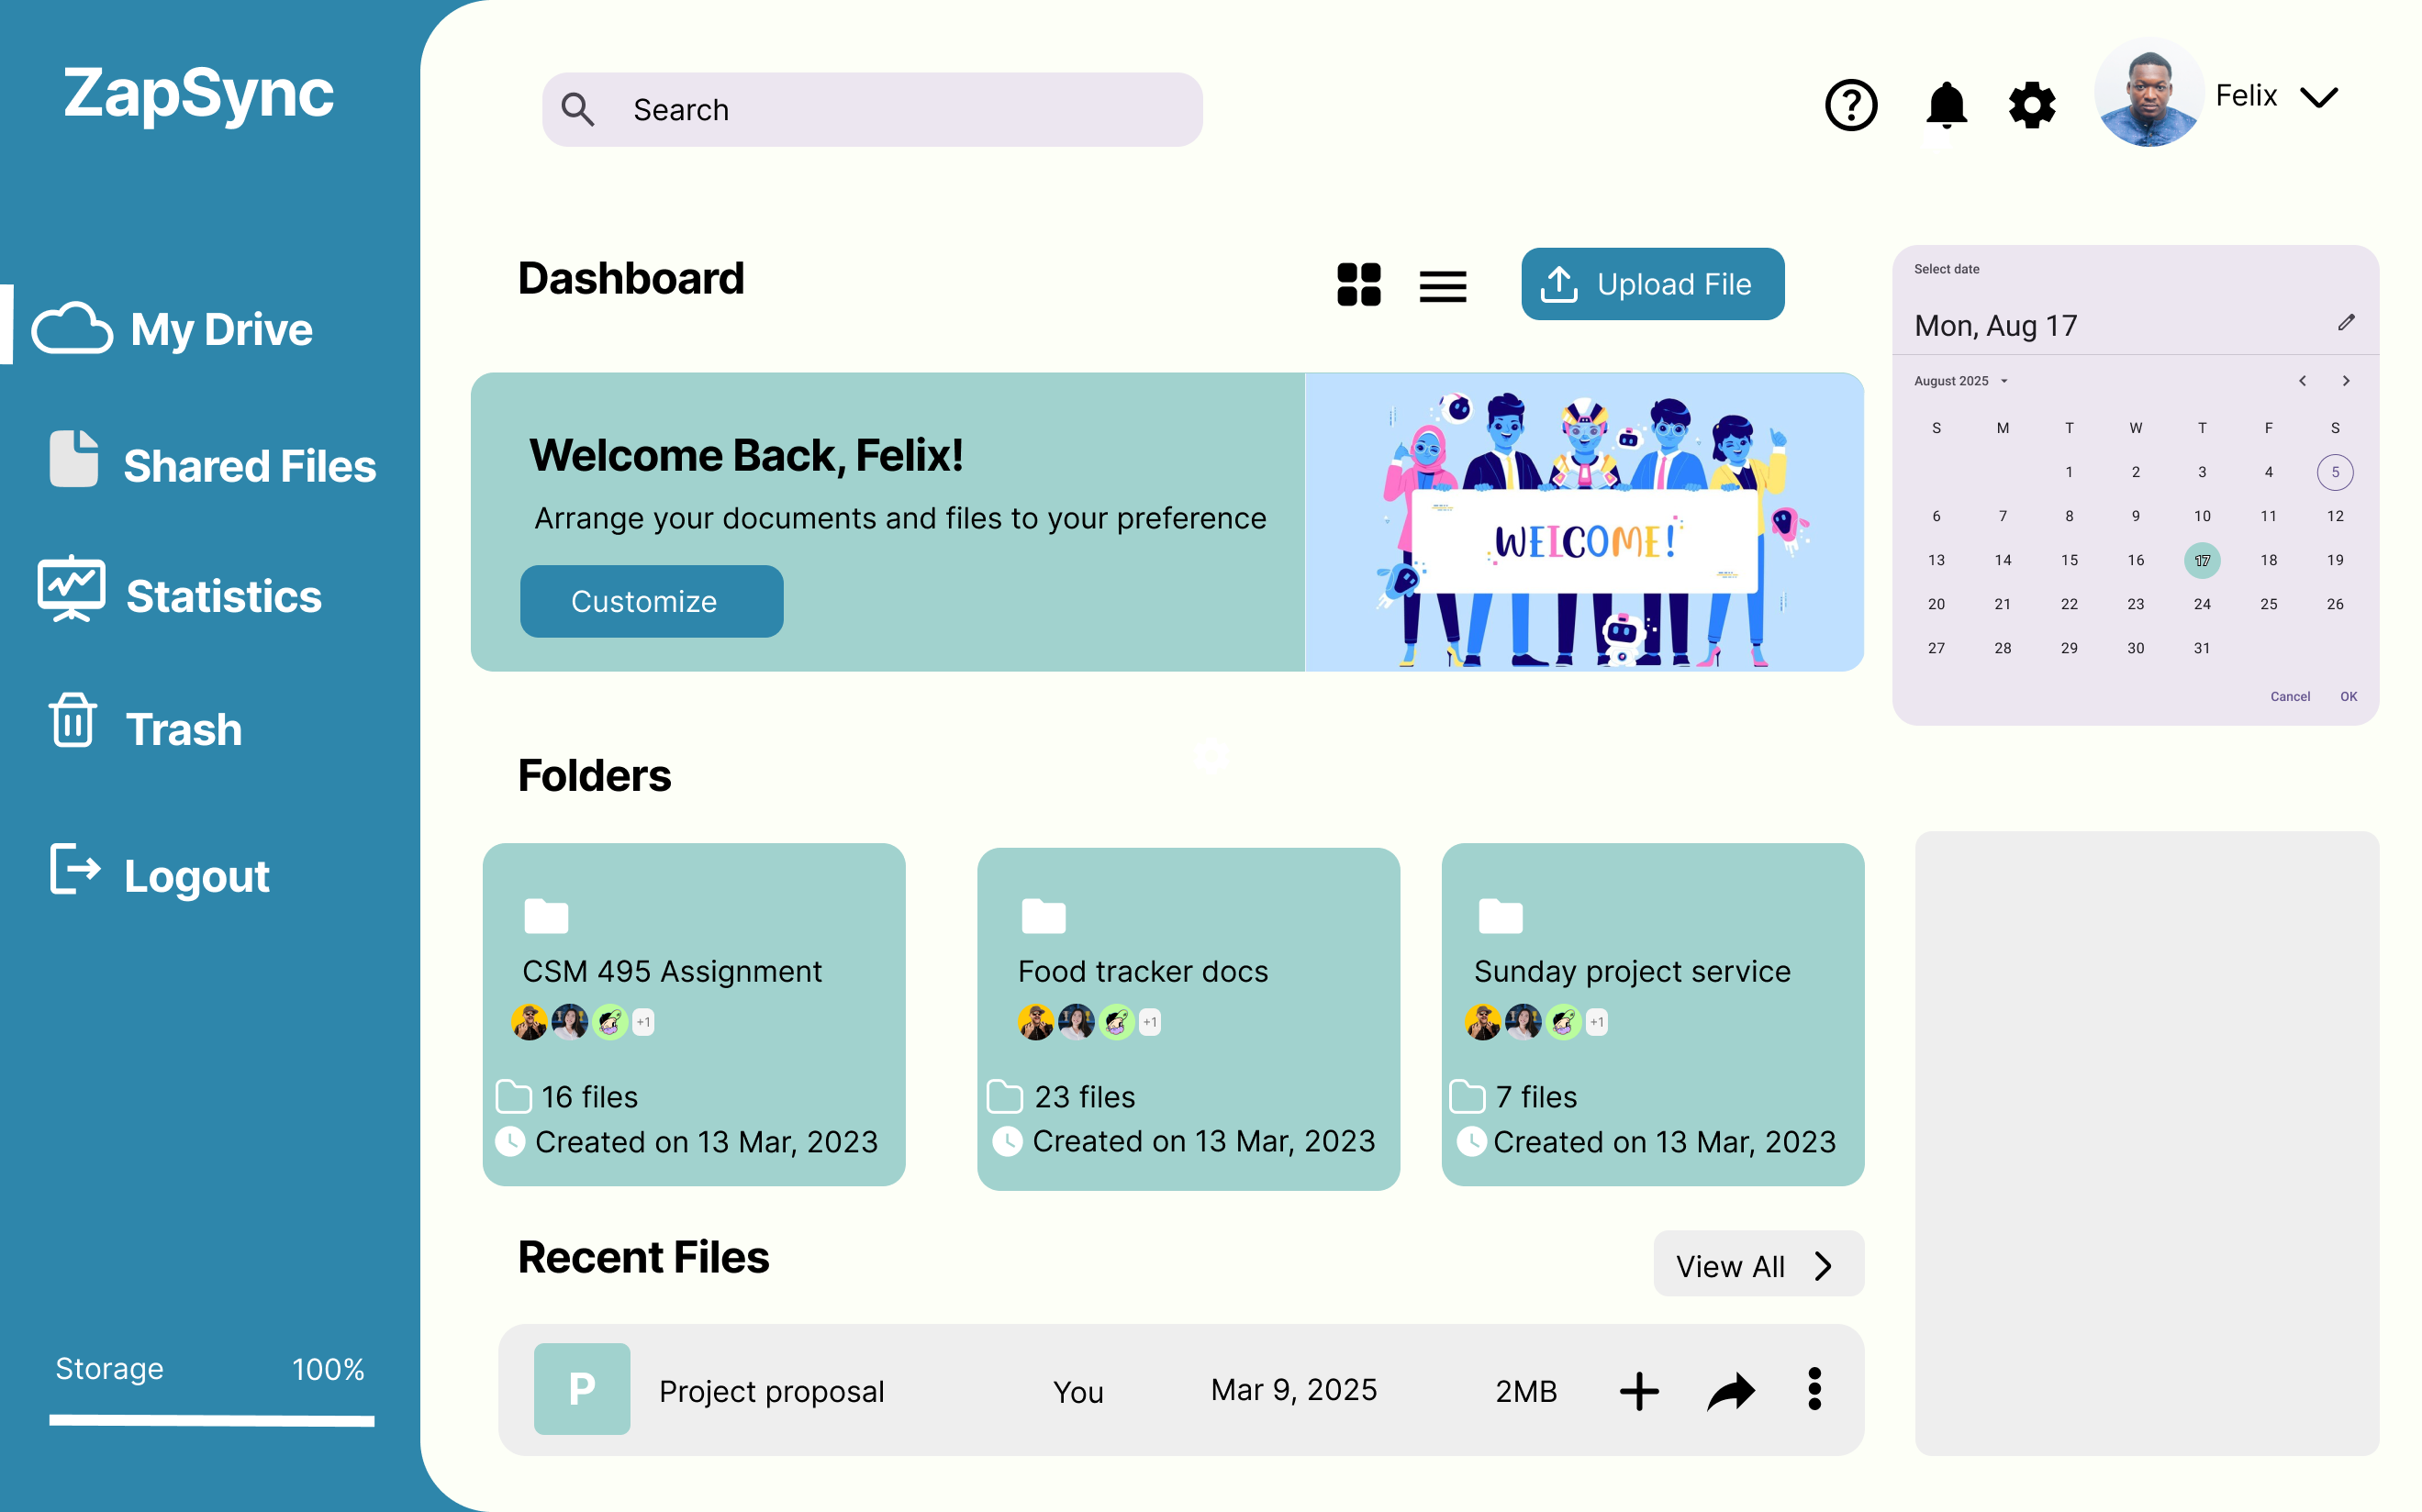 ZapSync
Search
Felix
My Drive
Shared Files
Statistics
Trash
Logout
Storage 100%
Dashboard
Upload File
Welcome Back, Felix!
Arrange your documents and files to your preference
Customize
WELCOME!
Select date
Mon, Aug 17
August 2025
S M T W T F S
1 2 3 4 5
6 7 8 9 10 11 12
13 14 15 16 17 18 19
20 21 22 23 24 25 26
27 28 29 30 31
Cancel OK
Folders
CSM 495 Assignment
+1
16 files
Created on 13 Mar, 2023
Food tracker docs
+1
23 files
Created on 13 Mar, 2023
Sunday project service
+1
7 files
Created on 13 Mar, 2023
Recent Files
View All
P Project proposal You Mar 9, 2025 2MB